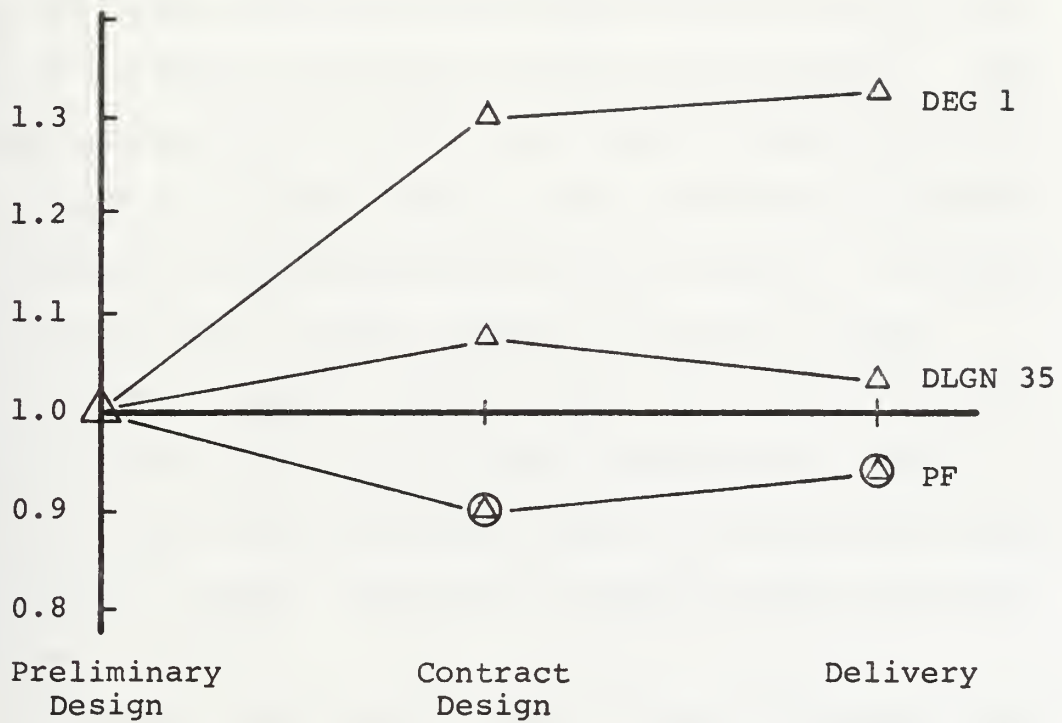 1.3
DEG 1
1.2
1.1
DLGN 35
1.0
PF
0.9
0.8
Preliminary
Design
Contract
Design
Delivery